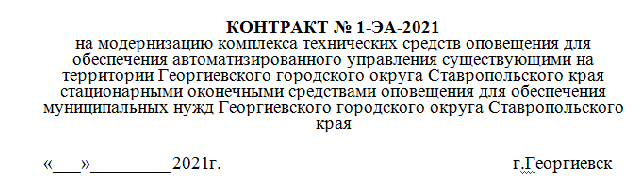 КОНТРАКТ № 1-ЭА-2021
на модернизацию комплекса технических средств оповещения для
обеспечения автоматизированного управления существующими на
территории Георгиевского городского округа Ставропольского края
стационарными оконечными средствами оповещения для обеспечения
муниципальных нужд Георгиевского городского округа Ставропольского
края
«___»_________2021г. г.Георгиевск